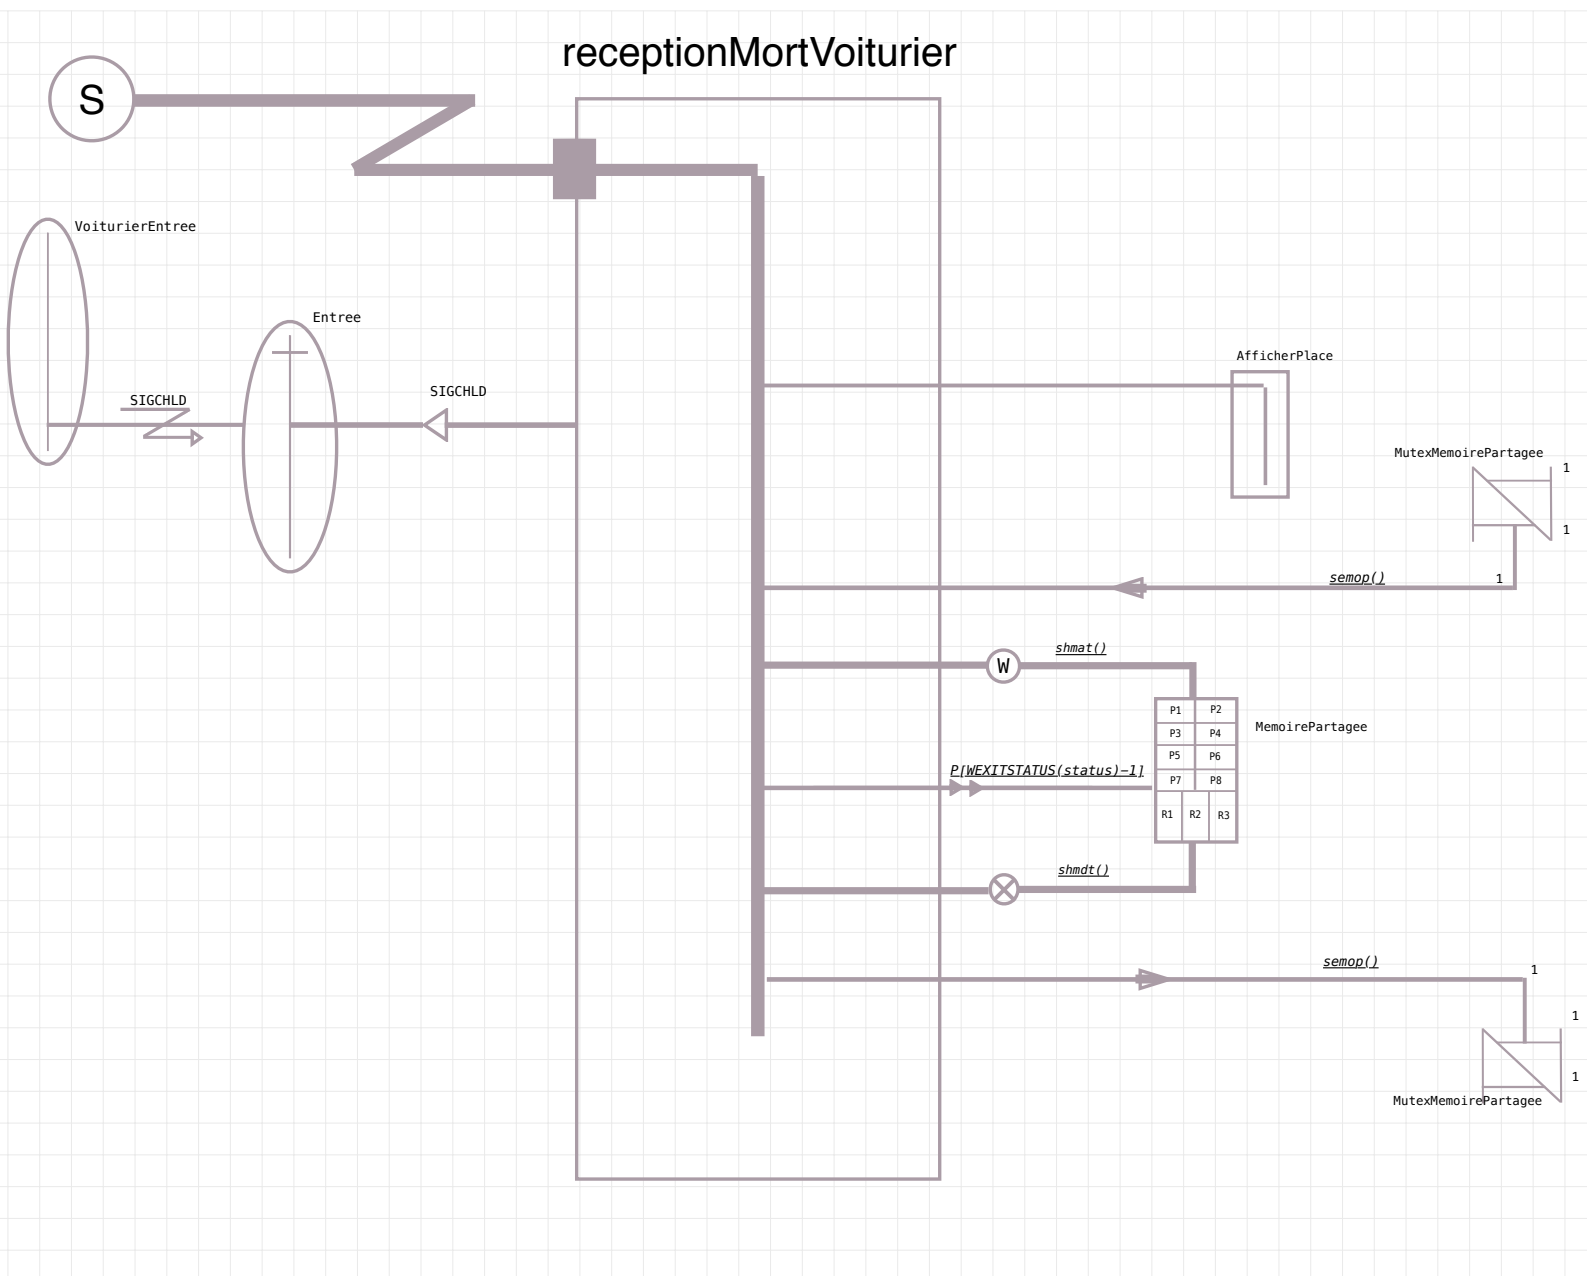 receptionMortVoiturier
S
VoiturierEntree
Entree
AfficherPlace
SIGCHLD
SIGCHLD
MutexMemoirePartagee
1
1
semop()
1
shmat()
W
P1 P2
MemoirePartagee
P3 P4
P5 P6
P[WEXITSTATUS(status)-1]
P7 P8
R1 R2 R3
shmdt()
semop()
1
1
1
MutexMemoirePartagee